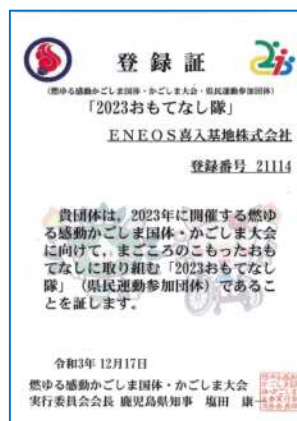 登録証
(燃ゆる感動かごしま国体・かごしま大会・県民運動参加団体)
「2023おもてなし隊」
ENEOS喜入基地株式会社
登録番号 21114
貴団体は，2023年に開催する燃ゆ
る感動かごしま国体・かごしま大会
に向けて，まごころのこもったおも
てなしに取り組む「2023おもてなし
隊」（県民運動参加団体）であるこ
とを証します。
令和3年 12月17日
燃ゆる感動かごしま国体・かごしま大会
実行委員会会長 鹿児島県知事 塩田 康一